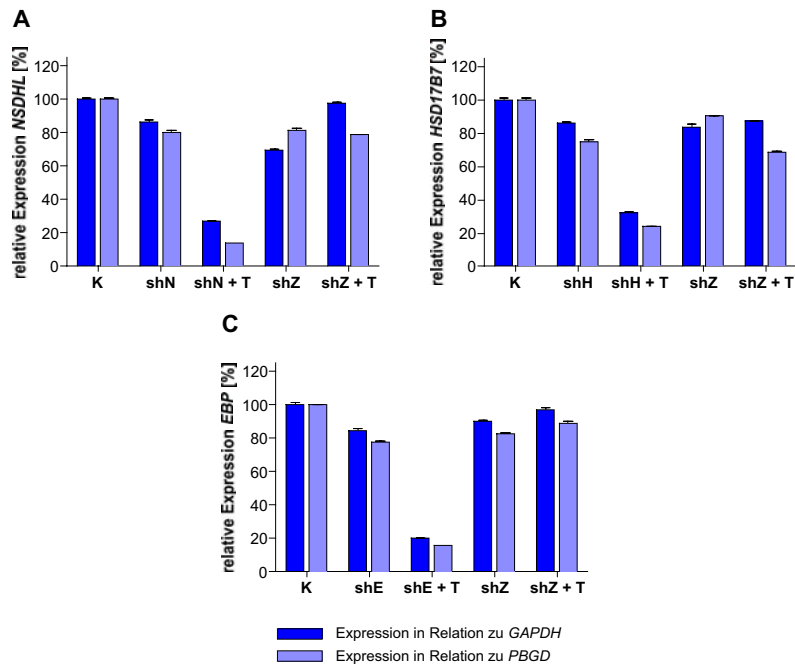 A
relative Expression NSDHL [%]
120
100
80
60
40
20
0
K shN shN + T shZ shZ + T
B
relative Expression HSD17B7 [%]
120
100
80
60
40
20
0
K shH shH + T shZ shZ + T
C
relative Expression EBP [%]
120
100
80
60
40
20
0
K shE shE + T shZ shZ + T
Expression in Relation zu GAPDH
Expression in Relation zu PBGD